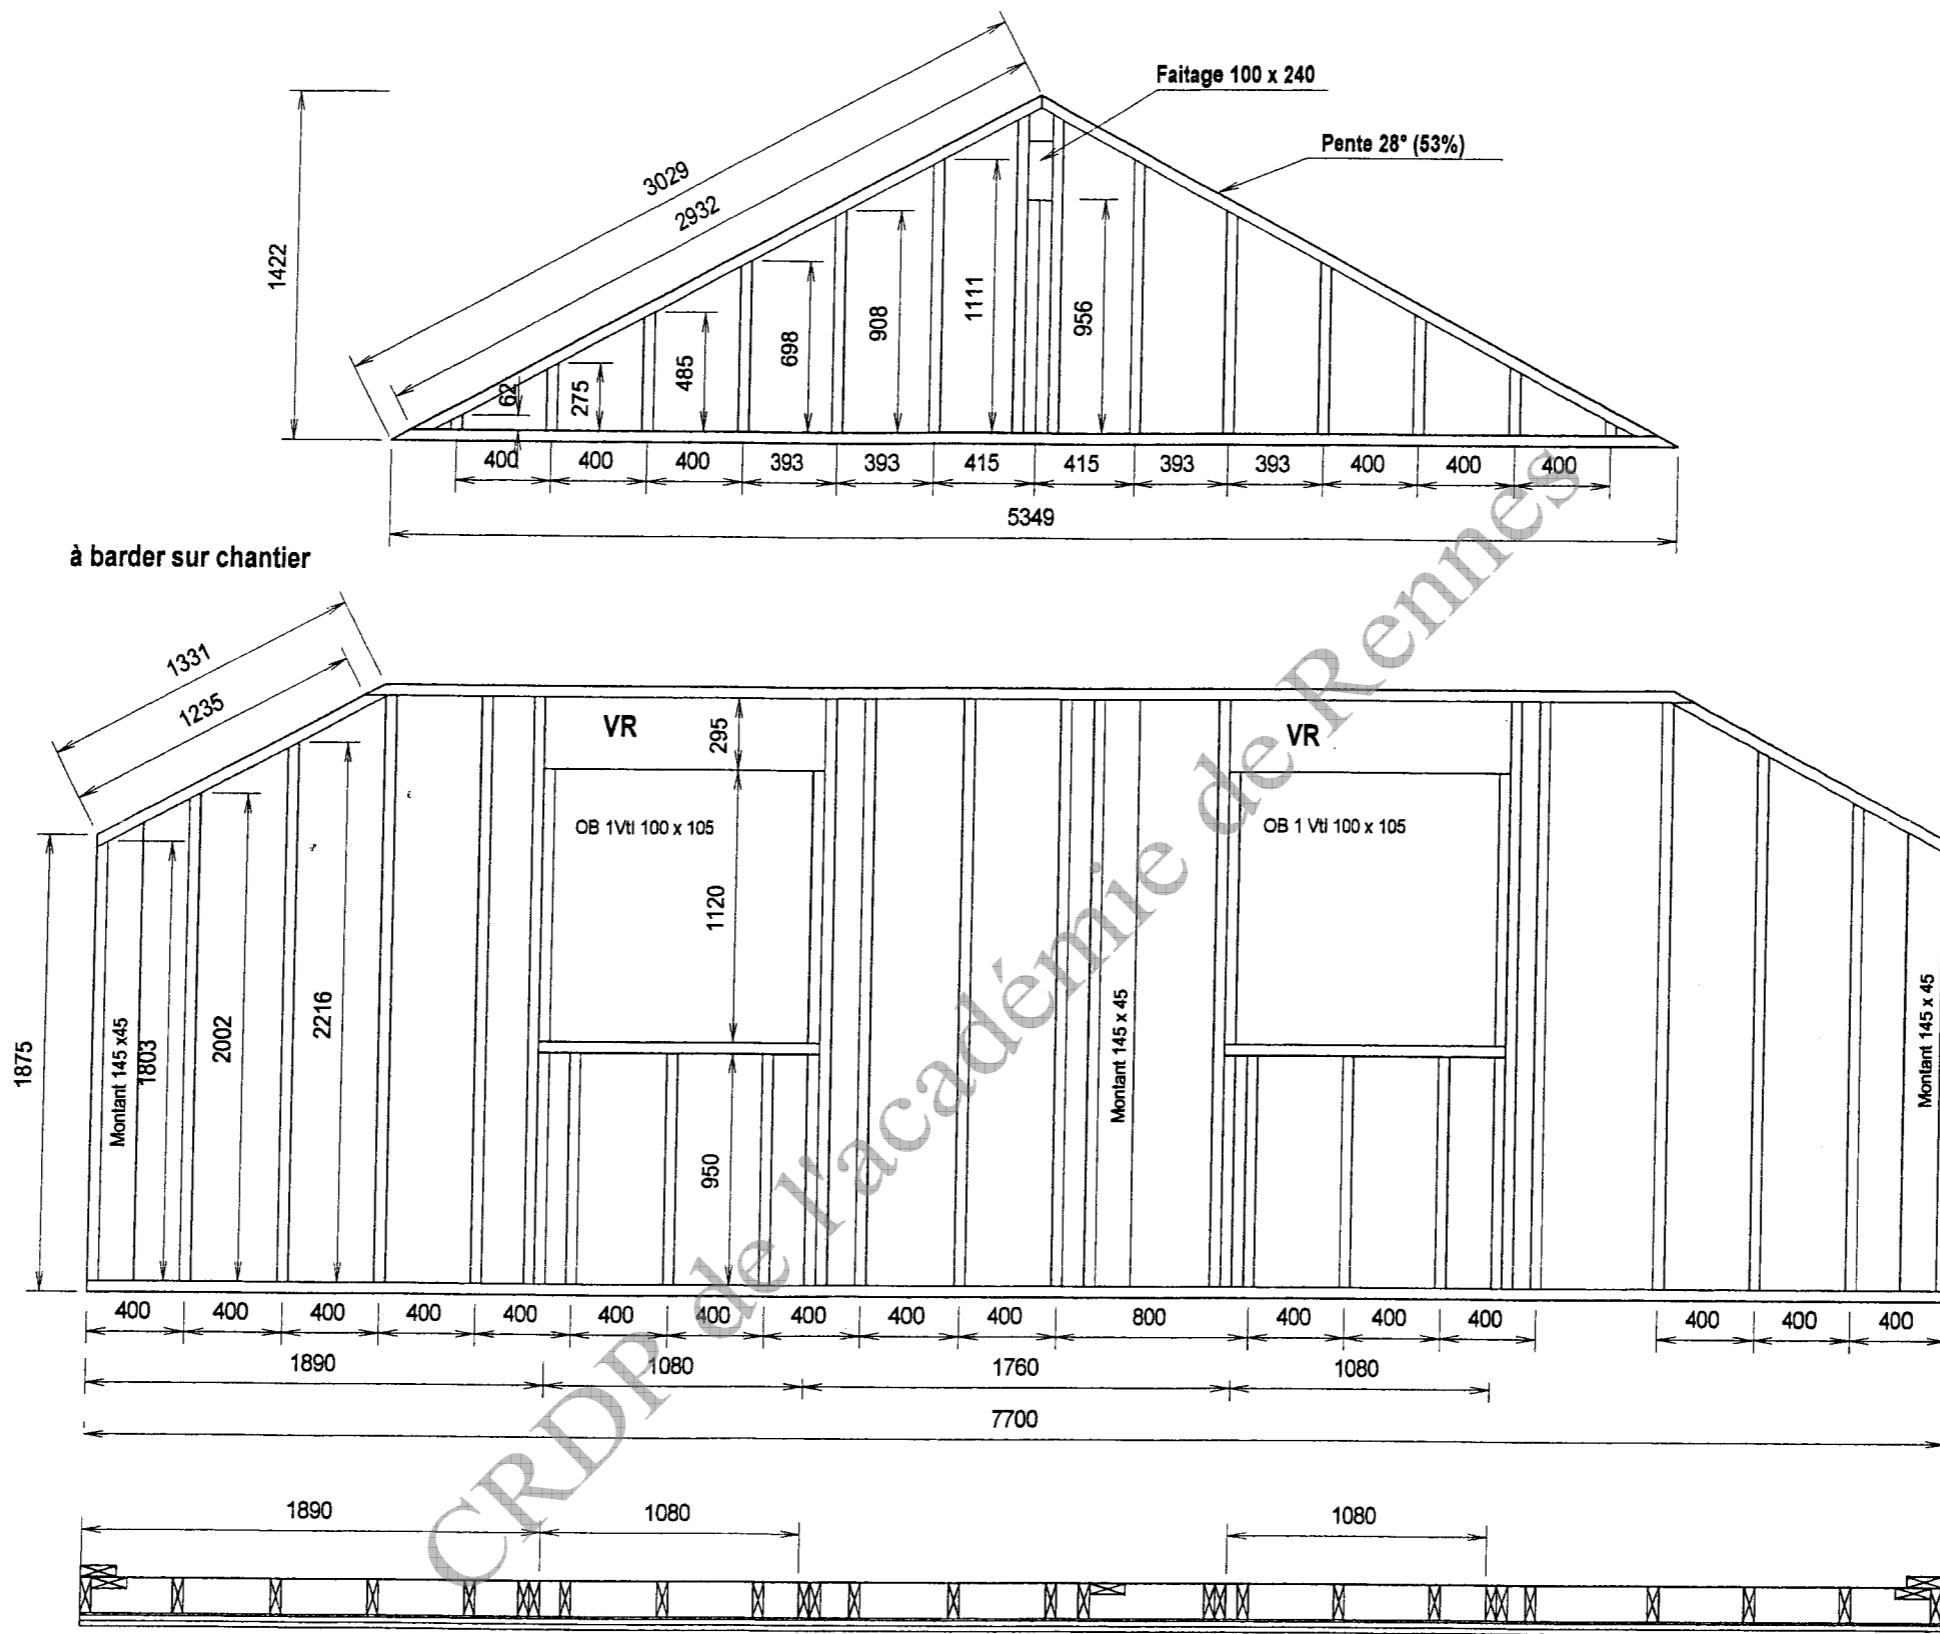 Faitage 100 x 240
Pente 28° (53%)
3029
2932
1422
62
275
485
698
908
1111
956
400 400 400 393 393 415 415 393 393 400 400 400
5349
à barder sur chantier
1331
1235
VR
295
VR
OB 1Vtl 100 x 105
OB 1 Vtl 100 x 105
1120
1875
Montant 145 x45
1803
2002
2216
950
Montant 145 x 45
Montant 145 x 45
400 400 400 400 400 400 400 400 400 400 800 400 400 400 400 400 400
1890 1080 1760 1080
7700
1890 1080 1080
CRDP de l'académie de Rennes